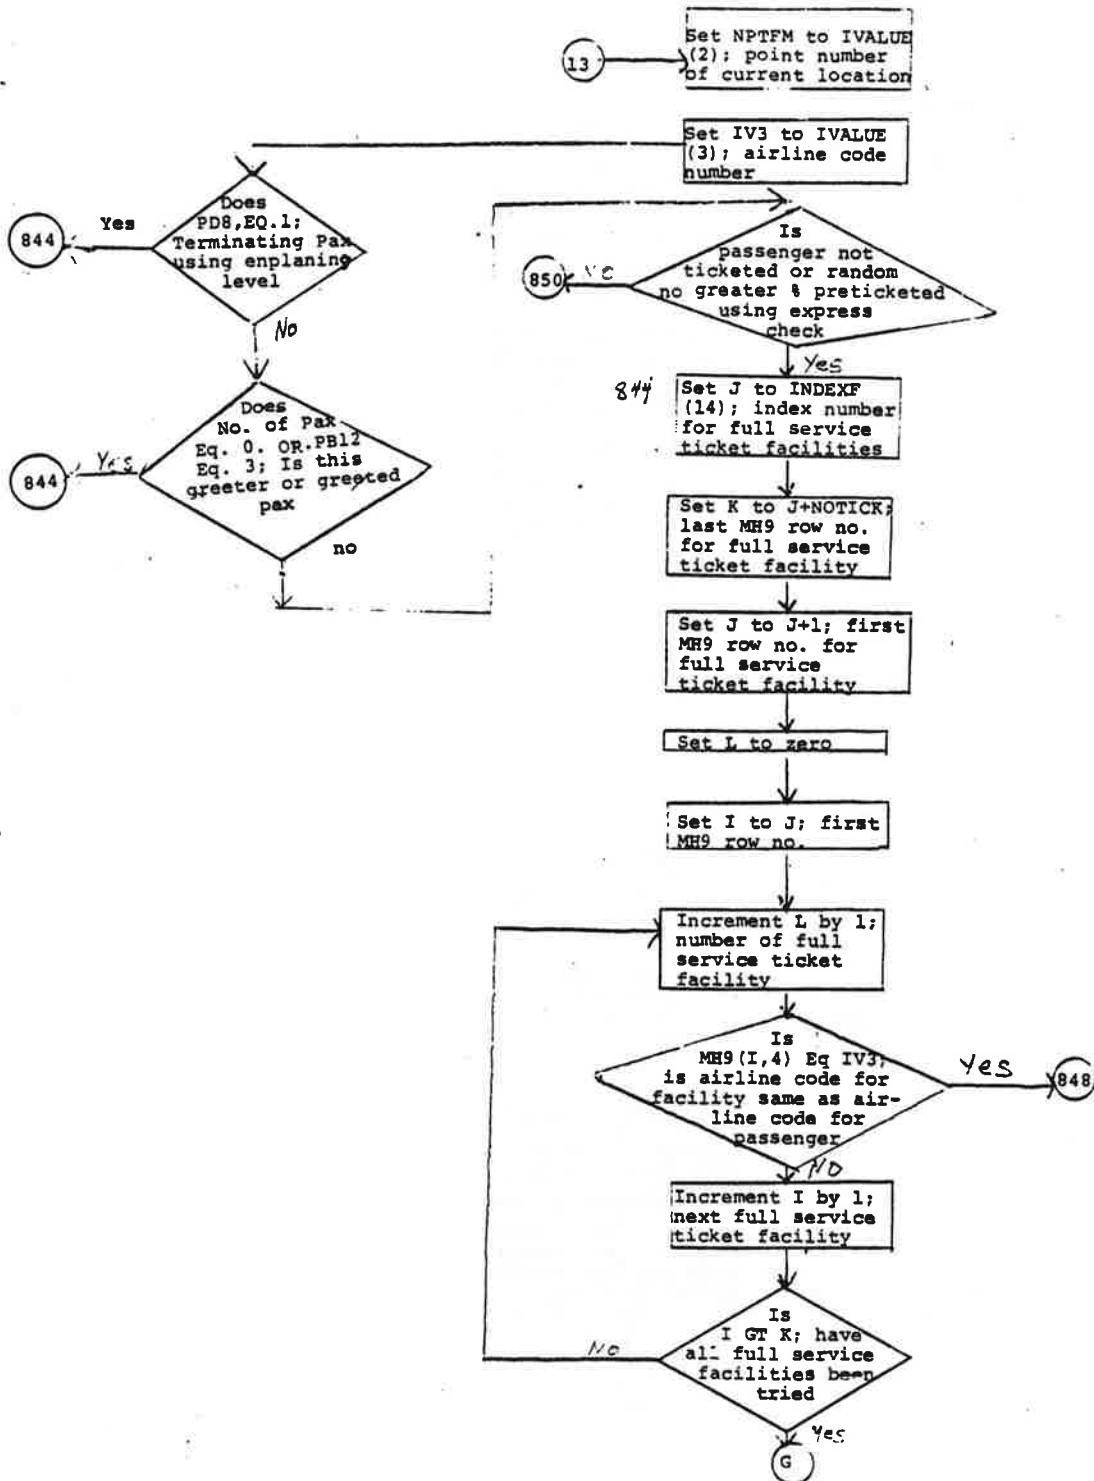 13
Set NPTFM to IVALUE
(2); point number
of current location
Set IV3 to IVALUE
(3); airline code
number
Does
PD8,EQ.1;
Terminating Pax
using enplaning
level
Yes
844
No
Does
No. of Pax
Eq. 0. OR.PB12
Eq. 3; Is this
greeter or greeted
pax
Yes
844
no
Is
passenger not
ticketed or random
no greater % preticketed
using express
check
No
850
Yes
844
Set J to INDEXF
(14); index number
for full service
ticket facilities
Set K to J+NOTICK;
last MH9 row no.
for full service
ticket facility
Set J to J+1; first
MH9 row no. for
full service
ticket facility
Set L to zero
Set I to J; first
MH9 row no.
Increment L by 1;
number of full
service ticket
facility
Is
MH9(I,4) Eq IV3;
is airline code for
facility same as air-
line code for
passenger
Yes
848
NO
Increment I by 1;
next full service
ticket facility
Is
I GT K; have
all full service
facilities been
tried
No
Yes
G